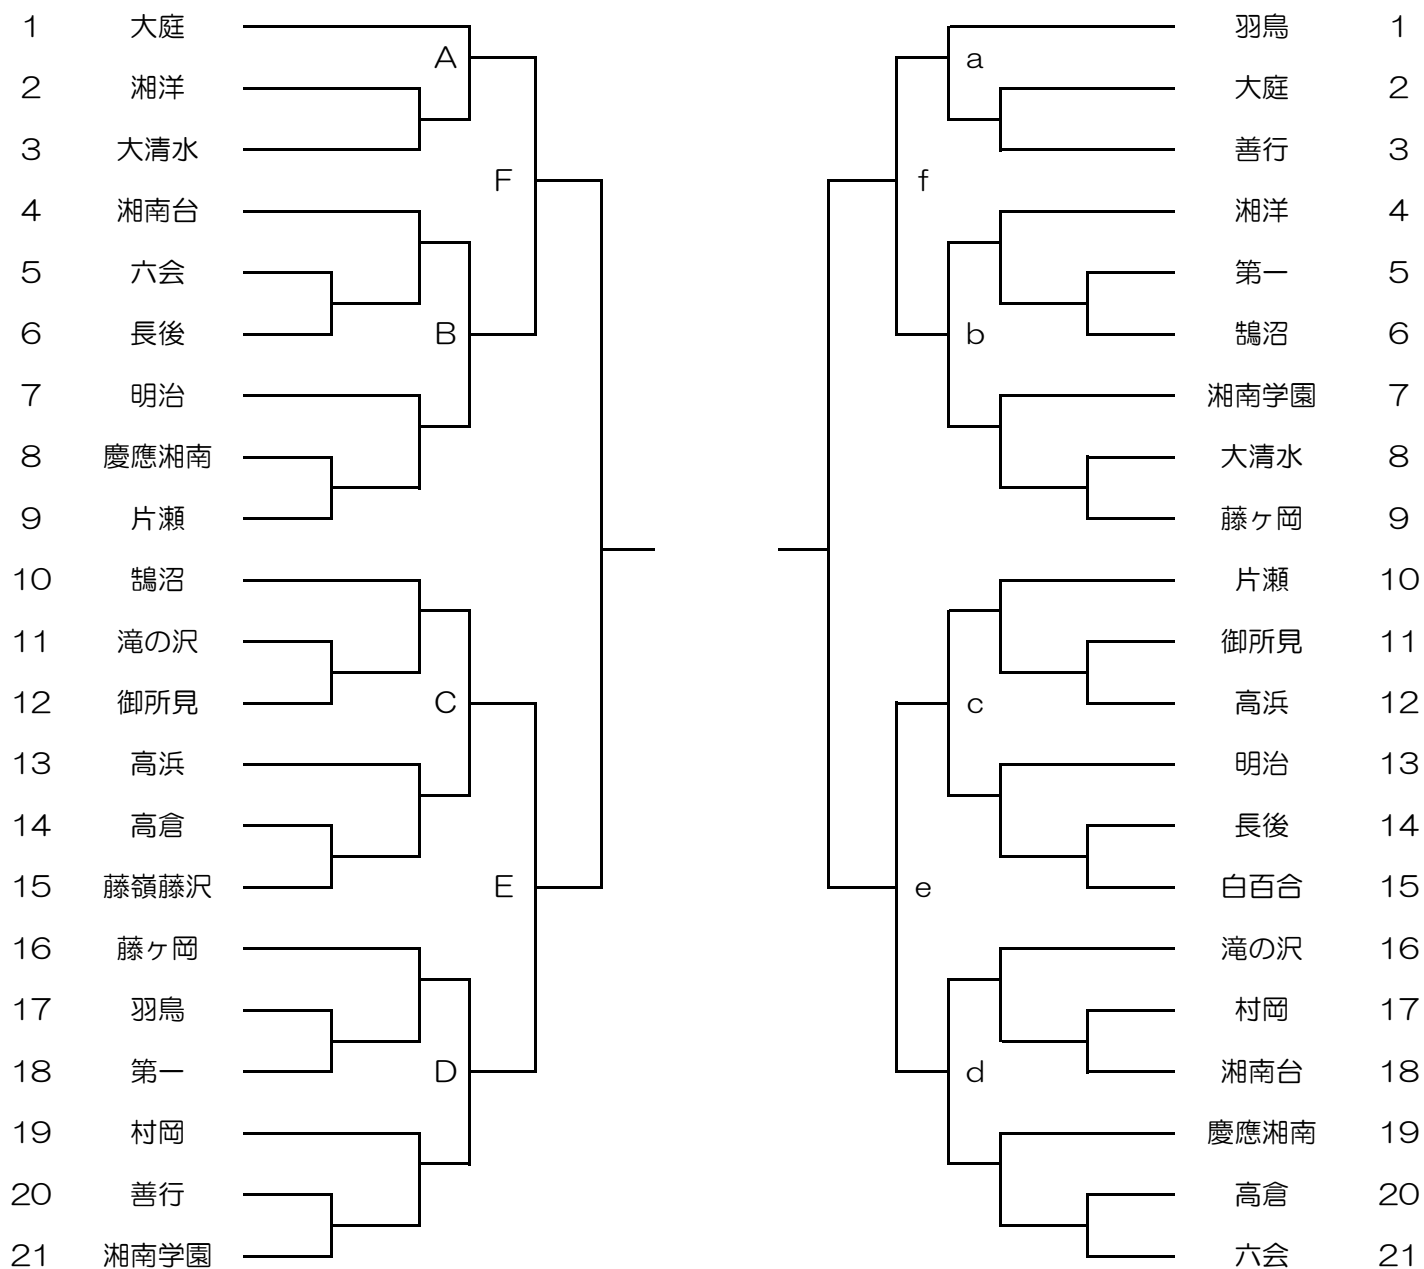 1 大庭 羽鳥 1
A a
2 湘洋 大庭 2
3 大清水 善行 3
F f
4 湘南台 湘洋 4
5 六会 第一 5
6 長後 B b 鵠沼 6
7 明治 湘南学園 7
8 慶應湘南 大清水 8
9 片瀬 藤ヶ岡 9
10 鵠沼 片瀬 10
11 滝の沢 御所見 11
12 御所見 C c 高浜 12
13 高浜 明治 13
14 高倉 長後 14
15 藤嶺藤沢 E e 白百合 15
16 藤ヶ岡 滝の沢 16
17 羽鳥 村岡 17
18 第一 D d 湘南台 18
19 村岡 慶應湘南 19
20 善行 高倉 20
21 湘南学園 六会 21